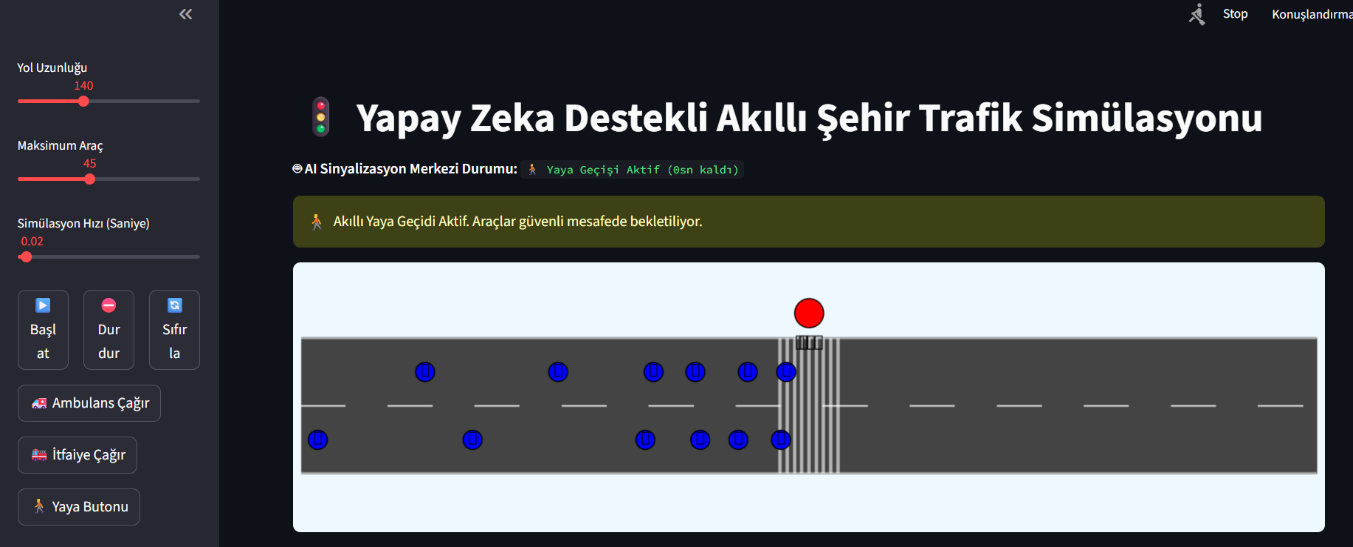 Stop
Konuşlandırma
Yol Uzunluğu
140
Maksimum Araç
45
Simülasyon Hızı (Saniye)
0.02
Başl
at
Dur
dur
Sıfır
la
Ambulans Çağır
İtfaiye Çağır
Yaya Butonu
Yapay Zeka Destekli Akıllı Şehir Trafik Simülasyonu
AI Sinyalizasyon Merkezi Durumu: Yaya Geçişi Aktif (0sn kaldı)
Akıllı Yaya Geçidi Aktif. Araçlar güvenli mesafede bekletiliyor.